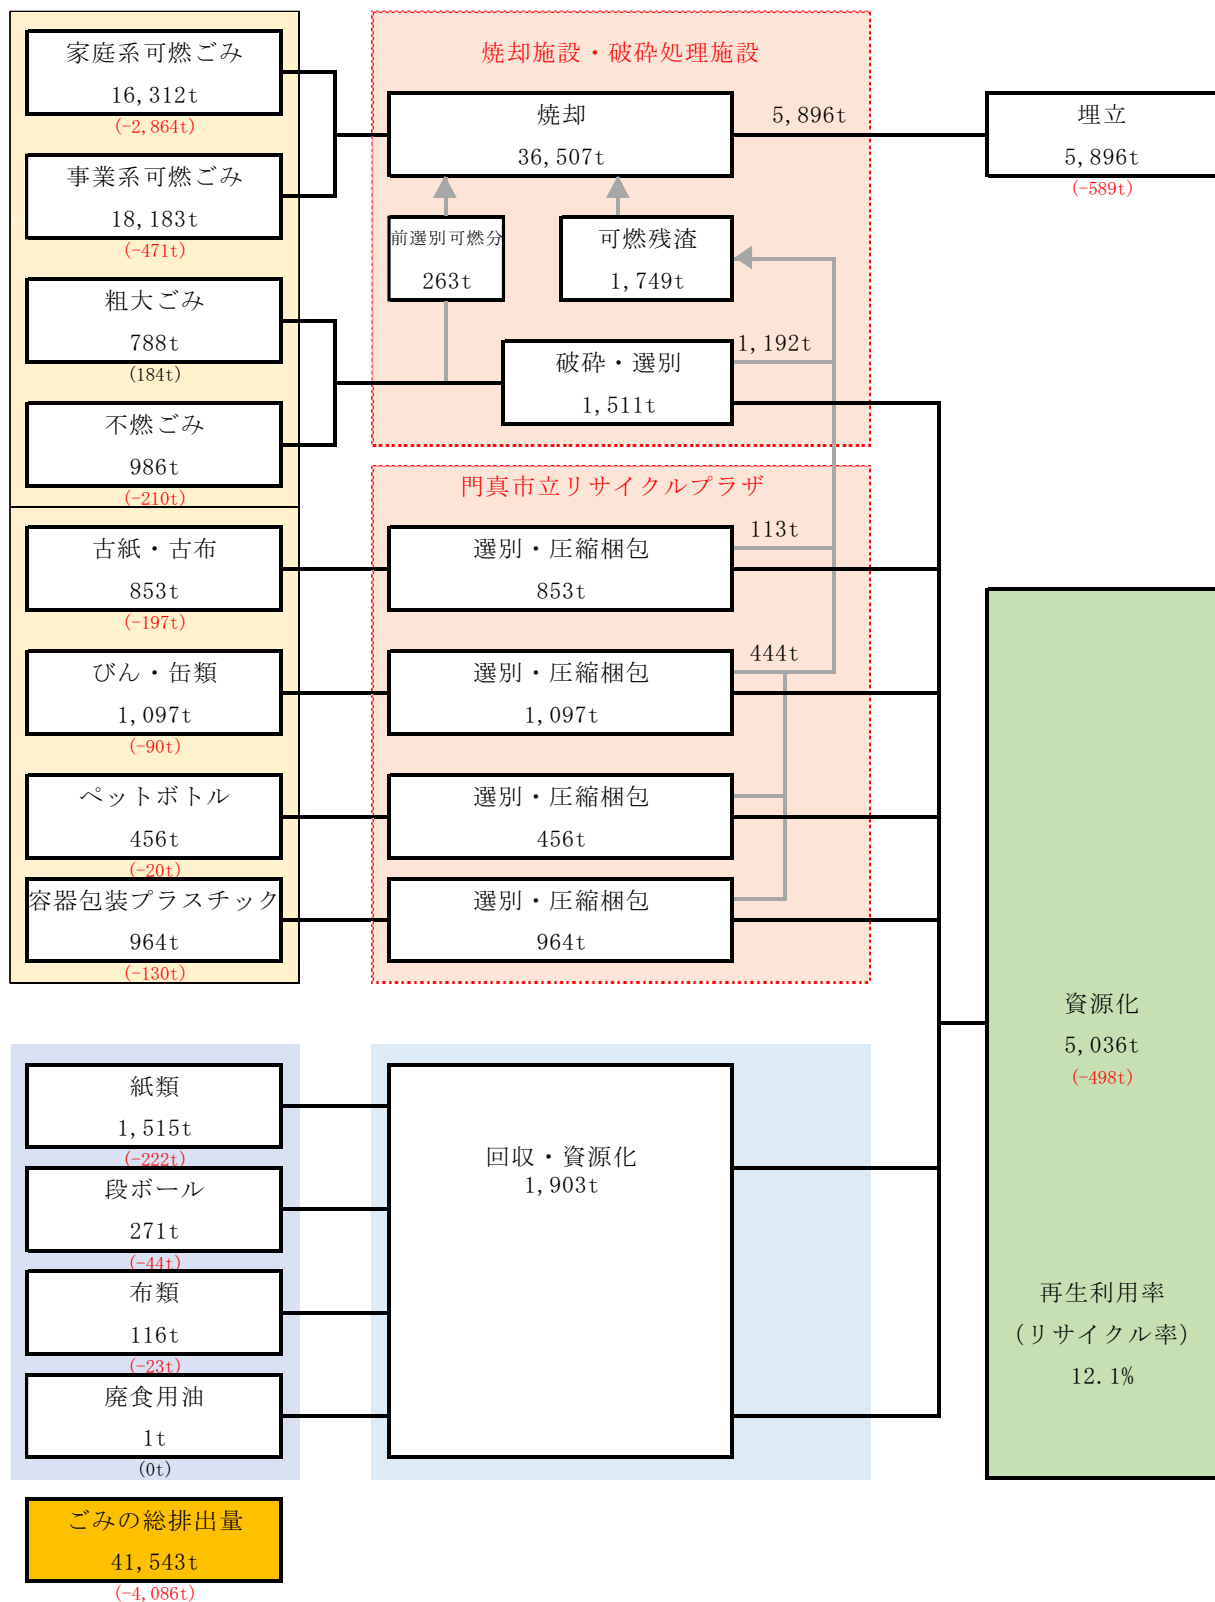 家庭系可燃ごみ
16,312t
(-2,864t)
事業系可燃ごみ
18,183t
(-471t)
粗大ごみ
788t
(184t)
不燃ごみ
986t
(-210t)
古紙・古布
853t
(-197t)
びん・缶類
1,097t
(-90t)
ペットボトル
456t
(-20t)
容器包装プラスチック
964t
(-130t)
紙類
1,515t
(-222t)
段ボール
271t
(-44t)
布類
116t
(-23t)
廃食用油
1t
(0t)
ごみの総排出量
41,543t
(-4,086t)
焼却施設・破砕処理施設
焼却
36,507t
5,896t
前選別可燃分
263t
可燃残渣
1,749t
破砕・選別
1,511t
1,192t
門真市立リサイクルプラザ
選別・圧縮梱包
853t
113t
選別・圧縮梱包
1,097t
444t
選別・圧縮梱包
456t
選別・圧縮梱包
964t
回収・資源化
1,903t
埋立
5,896t
(-589t)
資源化
5,036t
(-498t)
再生利用率
(リサイクル率)
12.1%